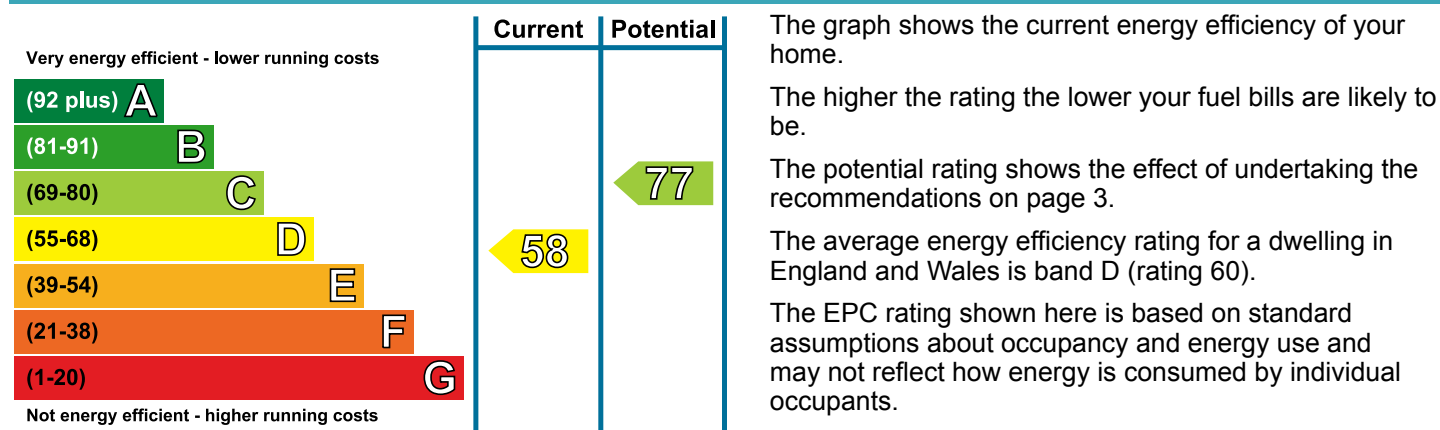 Current Potential
Very energy efficient - lower running costs
(92 plus) A
(81-91) B
(69-80) C
(55-68) D
(39-54) E
(21-38) F
(1-20) G
Not energy efficient - higher running costs
58
77
The graph shows the current energy efficiency of your
home.
The higher the rating the lower your fuel bills are likely to
be.
The potential rating shows the effect of undertaking the
recommendations on page 3.
The average energy efficiency rating for a dwelling in
England and Wales is band D (rating 60).
The EPC rating shown here is based on standard
assumptions about occupancy and energy use and
may not reflect how energy is consumed by individual
occupants.